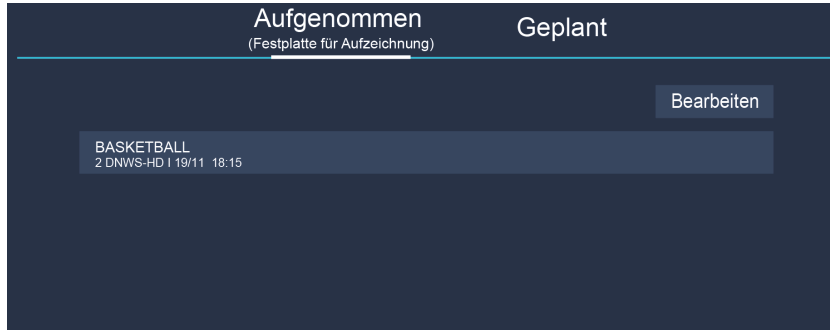 Aufgenommen
(Festplatte für Aufzeichnung)
Geplant
Bearbeiten
BASKETBALL
2 DNWS-HD I 19/11 18:15